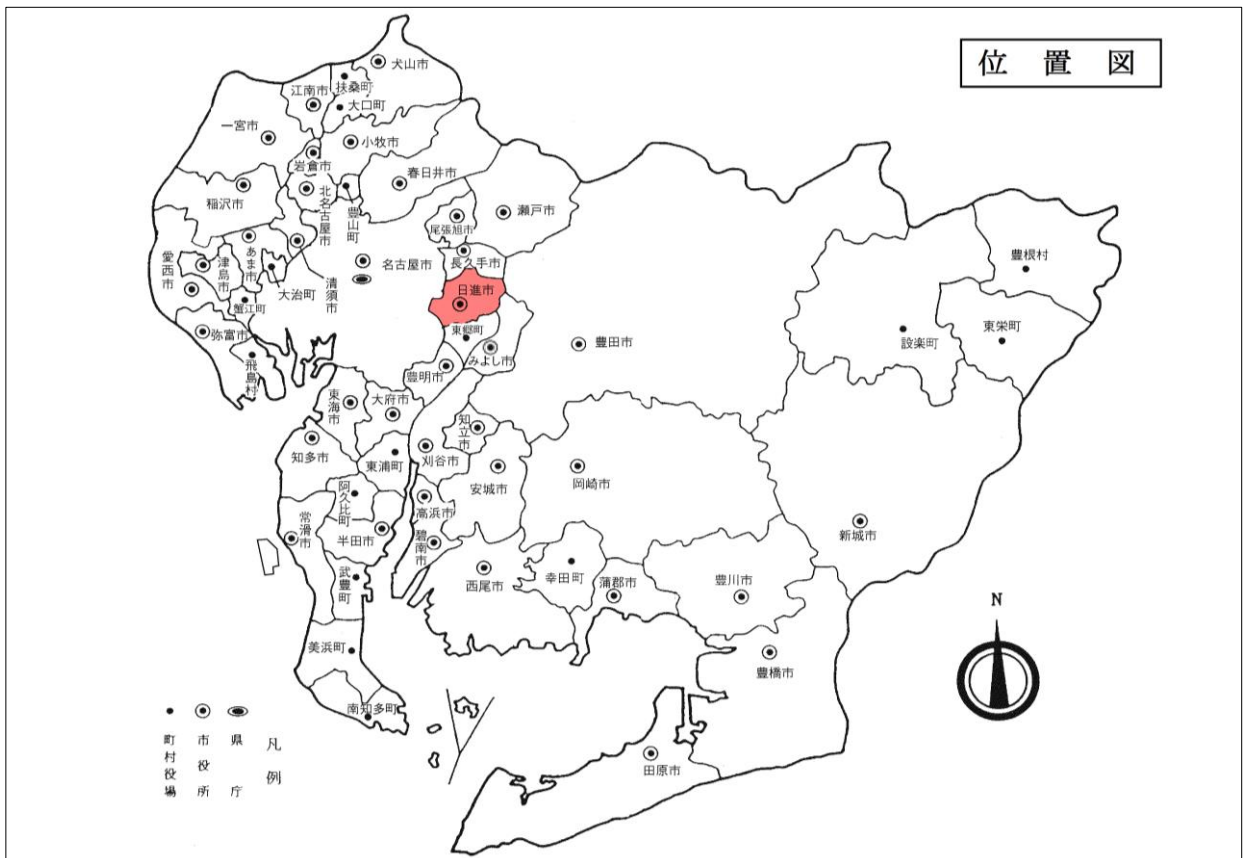 位置図
犬山市
扶桑町
江南市
大口町
一宮市
小牧市
岩倉市
春日井市
稲沢市
北名古屋市
豊山町
瀬戸市
尾張旭市
愛西市
津島市
あま市
清須市
名古屋市
長久手市
大治町
日進市
蟹江町
弥富市
飛島村
東郷町
みよし市
豊田市
豊明市
豊根村
東栄町
設楽町
東海市
大府市
知立市
知多市
東浦町
刈谷市
安城市
岡崎市
阿久比町
高浜市
常滑市
半田市
碧南市
新城市
武豊町
西尾市
幸田町
蒲郡市
豊川市
美浜町
豊橋市
南知多町
田原市
N
凡例
県庁
市役所
町村役場